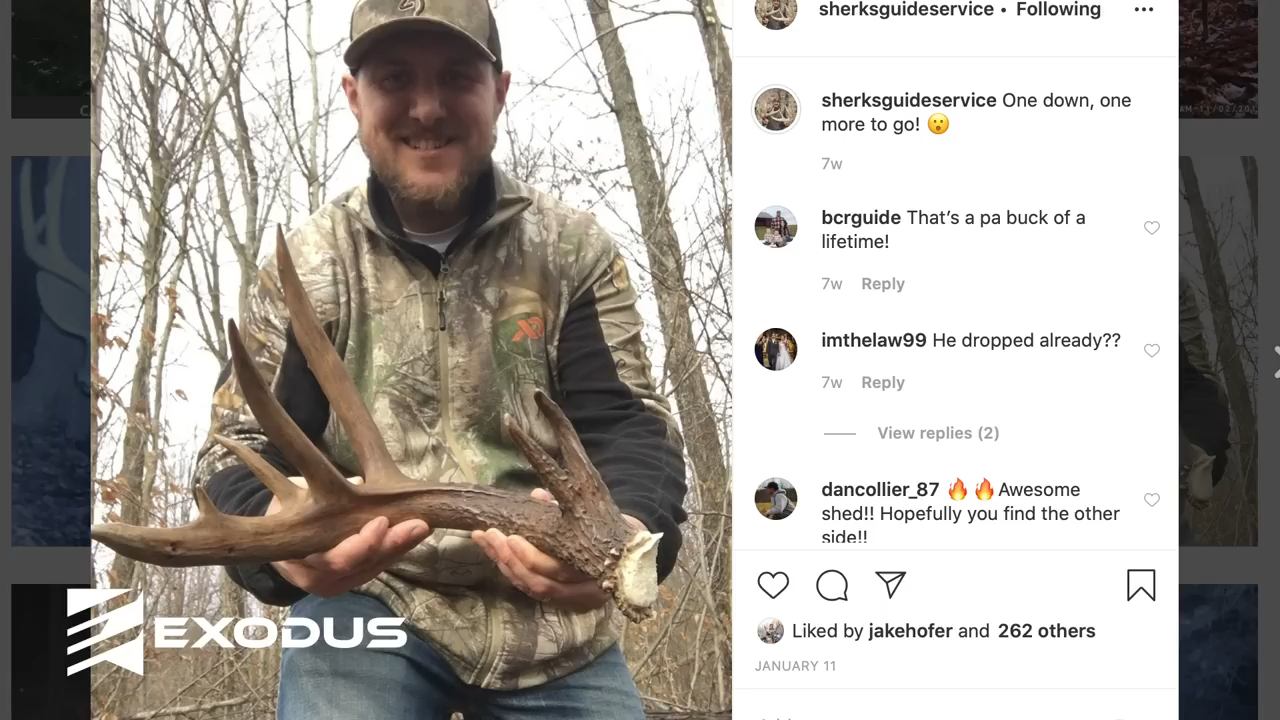 sherksguideservice • Following
sherksguideservice One down, one
more to go! 😮
7w
bcrguide That’s a pa buck of a
lifetime!
7w Reply
imthelaw99 He dropped already??
7w Reply
View replies (2)
dancollier_87 🔥🔥Awesome
shed!! Hopefully you find the other
side!!
Liked by jakehofer and 262 others
JANUARY 11
EXODUS